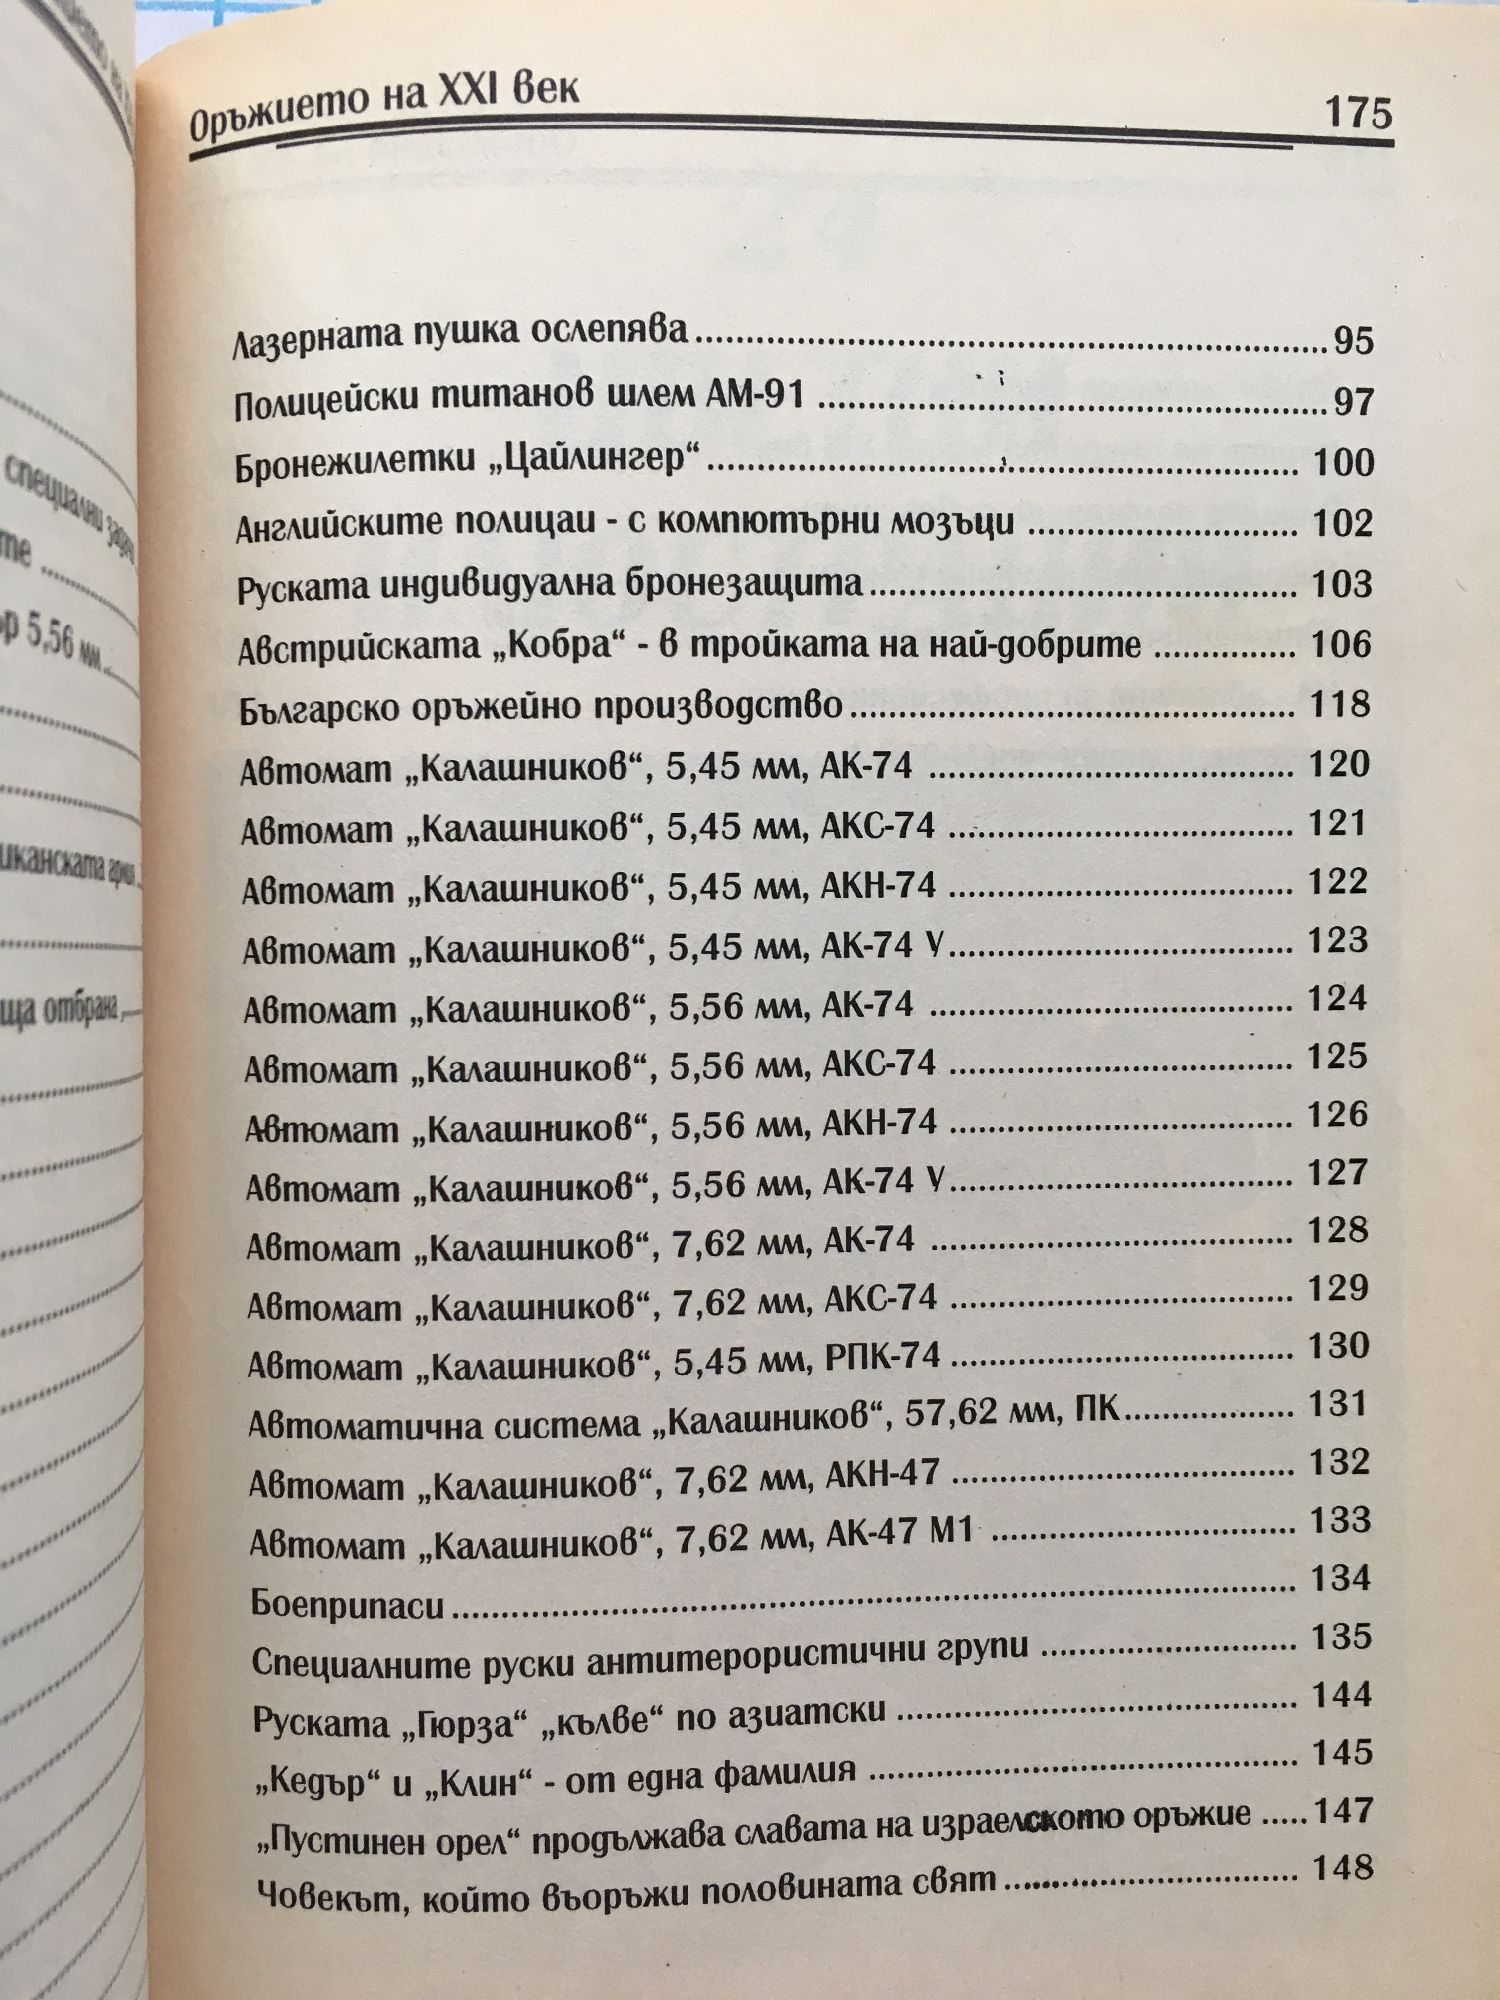 Оръжието на XXI век 175
Лазерната пушка ослепява 95
Полицейски титанов шлем АМ-91 97
Бронежилетки „Цайлингер“ 100
Английските полицаи - с компютърни мозъци 102
Руската индивидуална бронезащита 103
Австрийската „Кобра“ - в тройката на най-добрите 106
Българско оръжейно производство 118
Автомат „Калашников“, 5,45 мм, АК-74 120
Автомат „Калашников“, 5,45 мм, АКС-74 121
Автомат „Калашников“, 5,45 мм, АКН-74 122
Автомат „Калашников“, 5,45 мм, АК-74 У 123
Автомат „Калашников“, 5,56 мм, АК-74 124
Автомат „Калашников“, 5,56 мм, АКС-74 125
Автомат „Калашников“, 5,56 мм, АКН-74 126
Автомат „Калашников“, 5,56 мм, АК-74 У 127
Автомат „Калашников“, 7,62 мм, АК-74 128
Автомат „Калашников“, 7,62 мм, АКС-74 129
Автомат „Калашников“, 5,45 мм, РПК-74 130
Автоматична система „Калашников“, 57,62 мм, ПК 131
Автомат „Калашников“, 7,62 мм, АКН-47 132
Автомат „Калашников“, 7,62 мм, АК-47 М1 133
Боеприпаси 134
Специалните руски антитерористични групи 135
Руската „Гюрза“ „кълве“ по азиатски 144
„Кедър“ и „Клин“ - от една фамилия 145
„Пустинен орел“ продължава славата на израелското оръжие 147
Човекът, който въоръжи половината свят 148
специални
те
5,56 мм
отбрана